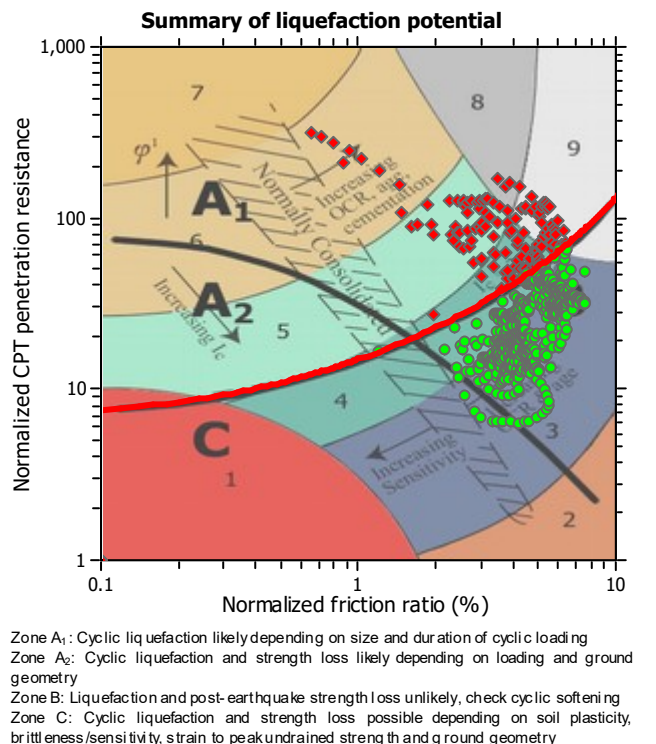 Summary of liquefaction potential
1,000
100
10
1
0.1
1
10
Normalized CPT penetration resistance
Normalized friction ratio (%)
7
8
9
φ'
A1
Normally Consolidated
Increasing
OCR, age,
cementation
6
A2
Increasing Ic
5
4
C
1
Increasing
Sensitivity
age
3
2
Zone A1: Cyclic liquefaction likely depending on size and duration of cyclic loading
Zone A2: Cyclic liquefaction and strength loss likely depending on loading and ground
geometry
Zone B: Liquefaction and post-earthquake strength loss unlikely, check cyclic softening
Zone C: Cyclic liquefaction and strength loss possible depending on soil plasticity,
brittleness/sensitivity, strain to peak undrained strength and ground geometry